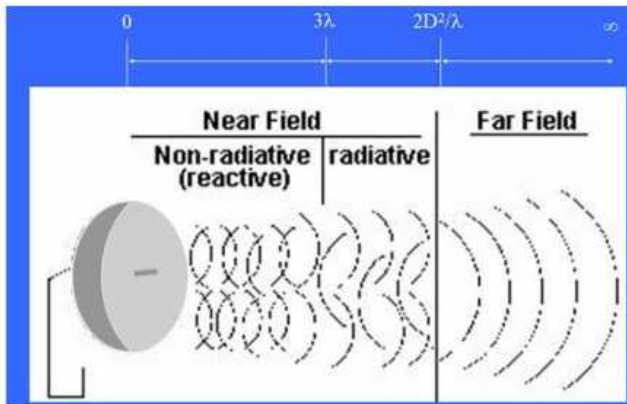 0 3λ 2D²/λ ∞
Near Field Far Field
Non-radiative radiative
(reactive)